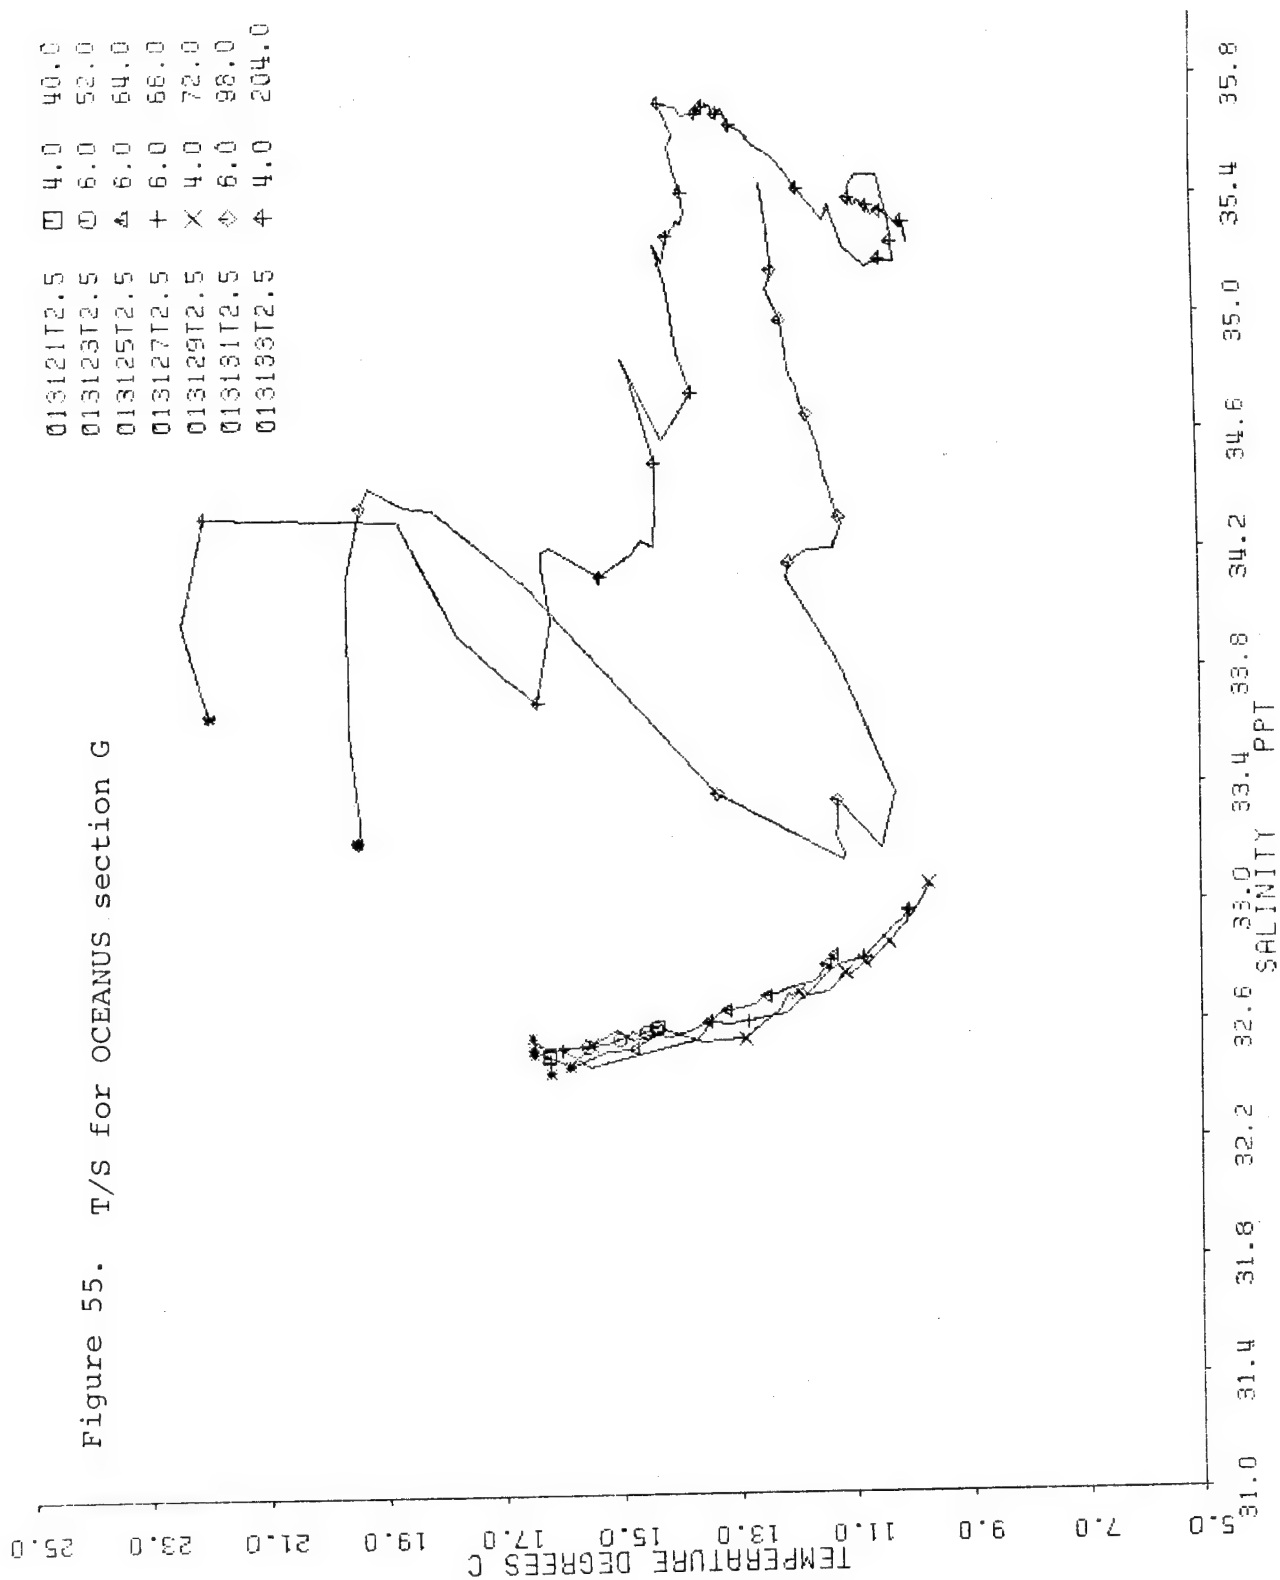 Figure 55. T/S for OCEANUS section G
013121T2.5 4.0 40.0
013123T2.5 6.0 52.0
013125T2.5 6.0 64.0
013127T2.5 + 6.0 68.0
013129T2.5 X 4.0 72.0
013131T2.5 6.0 98.0
013133T2.5 4.0 204.0
25.0
23.0
21.0
19.0
17.0
15.0
13.0
11.0
9.0
7.0
5.0
TEMPERATURE DEGREES C
31.0 31.4 31.8 32.2 32.6 33.0 33.4 33.8 34.2 34.6 35.0 35.4 35.8
SALINITY PPT